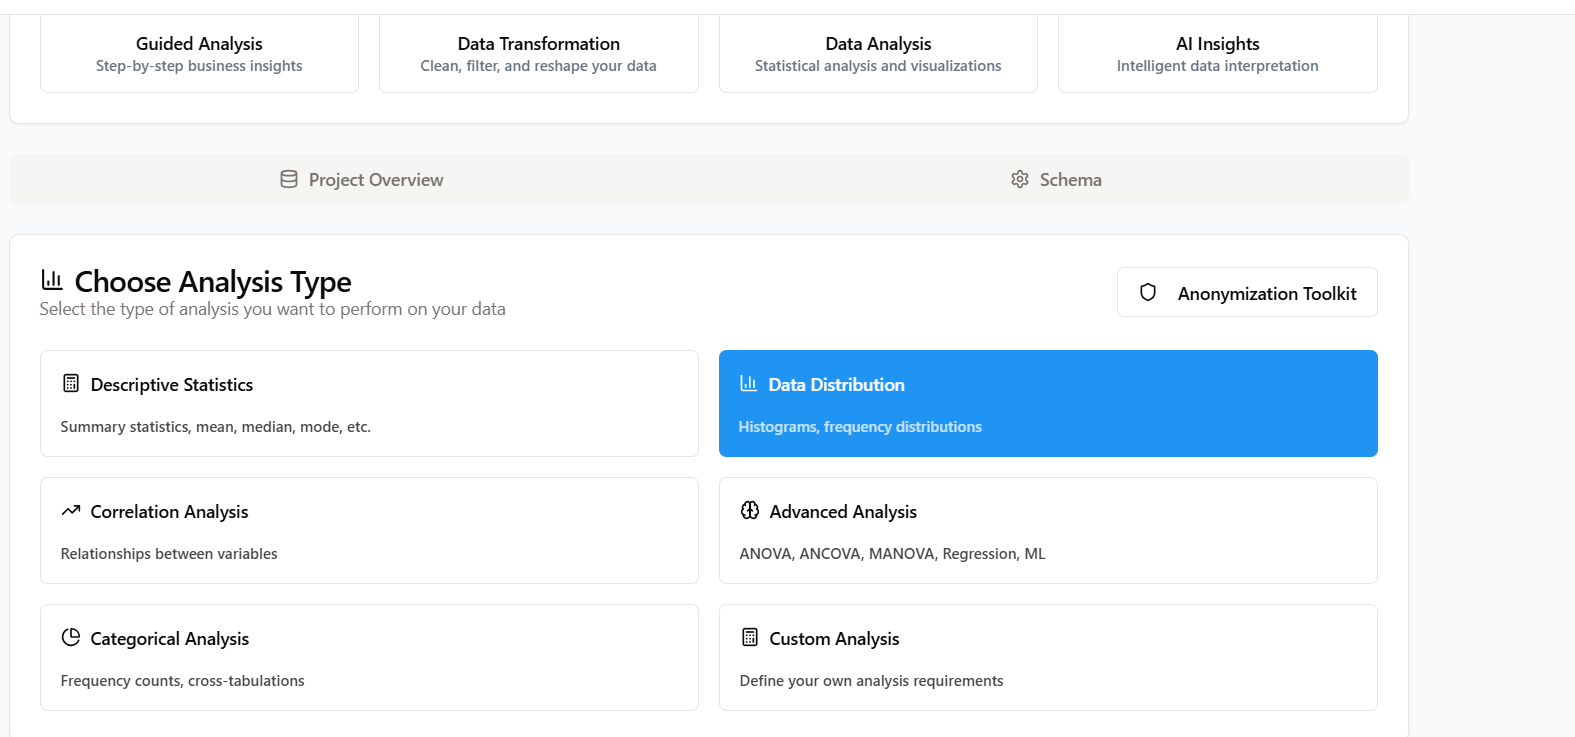 Guided Analysis
Step-by-step business insights
Data Transformation
Clean, filter, and reshape your data
Data Analysis
Statistical analysis and visualizations
AI Insights
Intelligent data interpretation
Project Overview
Schema
Choose Analysis Type
Select the type of analysis you want to perform on your data
Anonymization Toolkit
Descriptive Statistics
Summary statistics, mean, median, mode, etc.
Data Distribution
Histograms, frequency distributions
Correlation Analysis
Relationships between variables
Advanced Analysis
ANOVA, ANCOVA, MANOVA, Regression, ML
Categorical Analysis
Frequency counts, cross-tabulations
Custom Analysis
Define your own analysis requirements